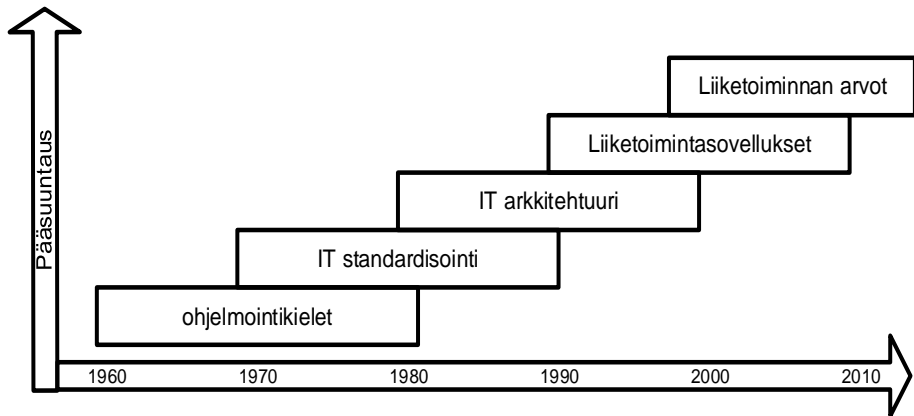 Liiketoiminnan arvot
Liiketoimintasovellukset
IT arkkitehtuuri
IT standardisointi
ohjelmointikielet
Pääsuuntaus
1960 1970 1980 1990 2000 2010